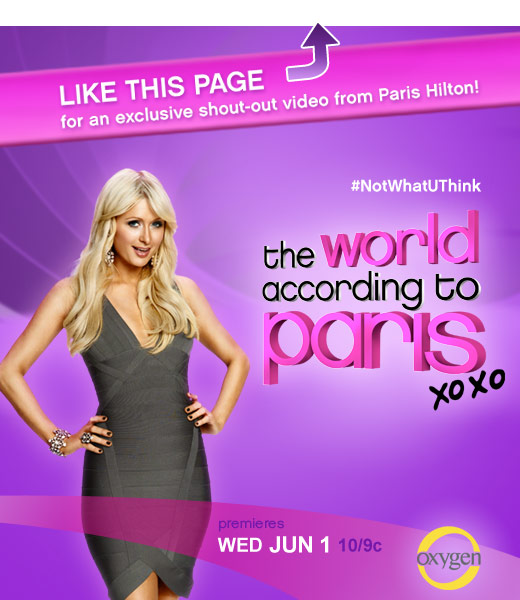 LIKE THIS PAGE
for an exclusive shout-out video from Paris Hilton!
#NotWhatUThink
the world
according to
paris
xoxo
premieres
WED JUN 1 10/9c
oxygen